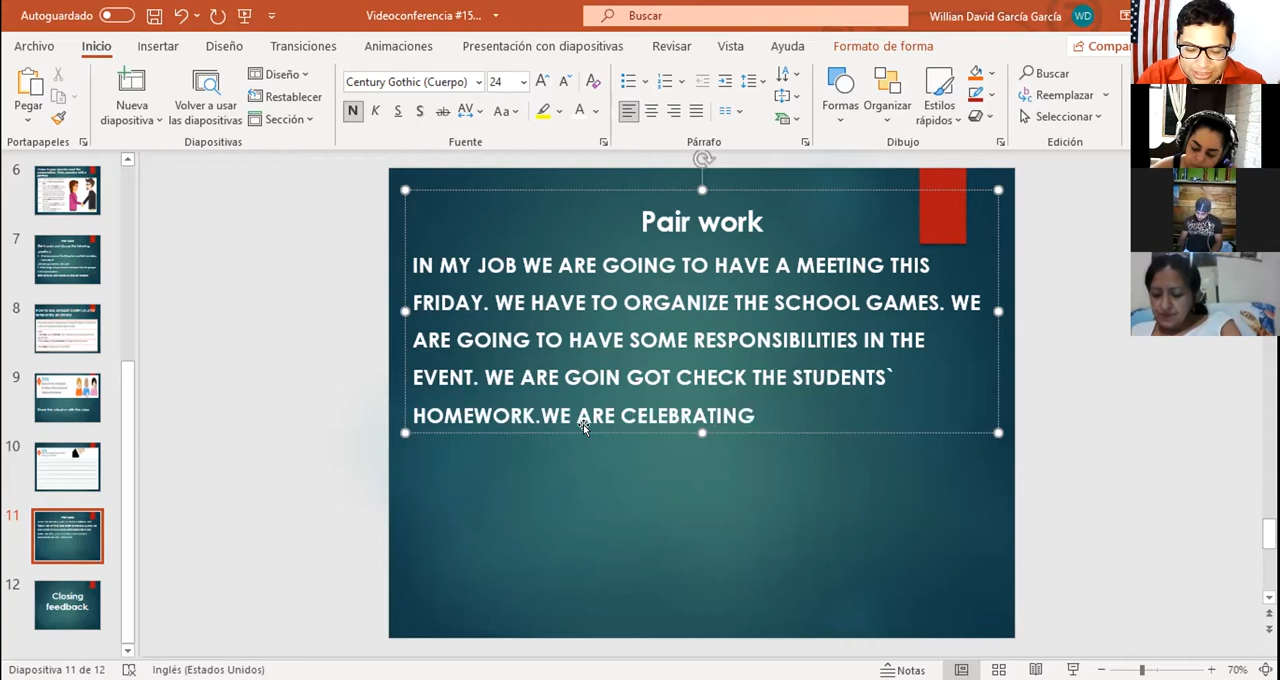 Autoguardado
Videoconferencia #15...
Buscar
Willian David García García
WD
Archivo
Inicio
Insertar
Diseño
Transiciones
Animaciones
Presentación con diapositivas
Revisar
Vista
Ayuda
Formato de forma
Compar
Pegar
Nueva
diapositiva
Volver a usar
las diapositivas
Diseño
Restablecer
Sección
Century Gothic (Cuerpo)
24
N K S S ab AV Aa A
Formas
Organizar
Estilos
rápidos
Buscar
Reemplazar
Seleccionar
Portapapeles
Diapositivas
Fuente
Párrafo
Dibujo
Edición
6
7
8
9
10
11
12
Closing
feedback
Pair work
IN MY JOB WE ARE GOING TO HAVE A MEETING THIS
FRIDAY. WE HAVE TO ORGANIZE THE SCHOOL GAMES. WE
ARE GOING TO HAVE SOME RESPONSIBILITIES IN THE
EVENT. WE ARE GOIN GOT CHECK THE STUDENTS`
HOMEWORK.WE ARE CELEBRATING
Diapositiva 11 de 12
Inglés (Estados Unidos)
Notas
70%